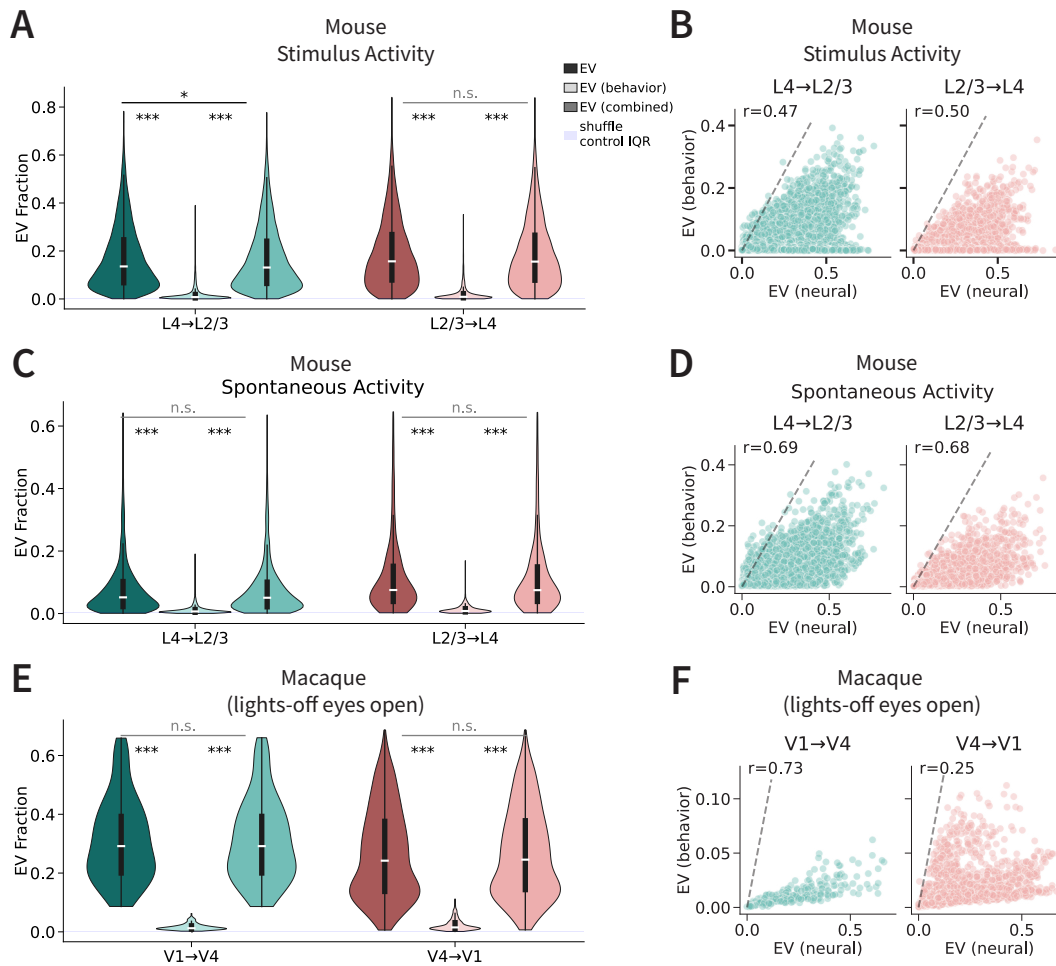 A
Mouse
Stimulus Activity
EV
EV (behavior)
EV (combined)
shuffle
control IQR
*
***
***
n.s.
***
***
EV Fraction
0.8
0.6
0.4
0.2
0.0
L4→L2/3
L2/3→L4
B
Mouse
Stimulus Activity
L4→L2/3
L2/3→L4
r=0.47
r=0.50
EV (behavior)
0.4
0.2
0.0
0.0
0.5
0.0
0.5
EV (neural)
EV (neural)
C
Mouse
Spontaneous Activity
n.s.
***
***
n.s.
***
***
EV Fraction
0.6
0.4
0.2
0.0
L4→L2/3
L2/3→L4
D
Mouse
Spontaneous Activity
L4→L2/3
L2/3→L4
r=0.69
r=0.68
EV (behavior)
0.4
0.2
0.0
0.0
0.5
0.0
0.5
EV (neural)
EV (neural)
E
Macaque
(lights-off eyes open)
n.s.
***
***
n.s.
***
***
EV Fraction
0.6
0.4
0.2
0.0
V1→V4
V4→V1
F
Macaque
(lights-off eyes open)
V1→V4
V4→V1
r=0.73
r=0.25
EV (behavior)
0.10
0.05
0.00
0.0
0.5
0.0
0.5
EV (neural)
EV (neural)